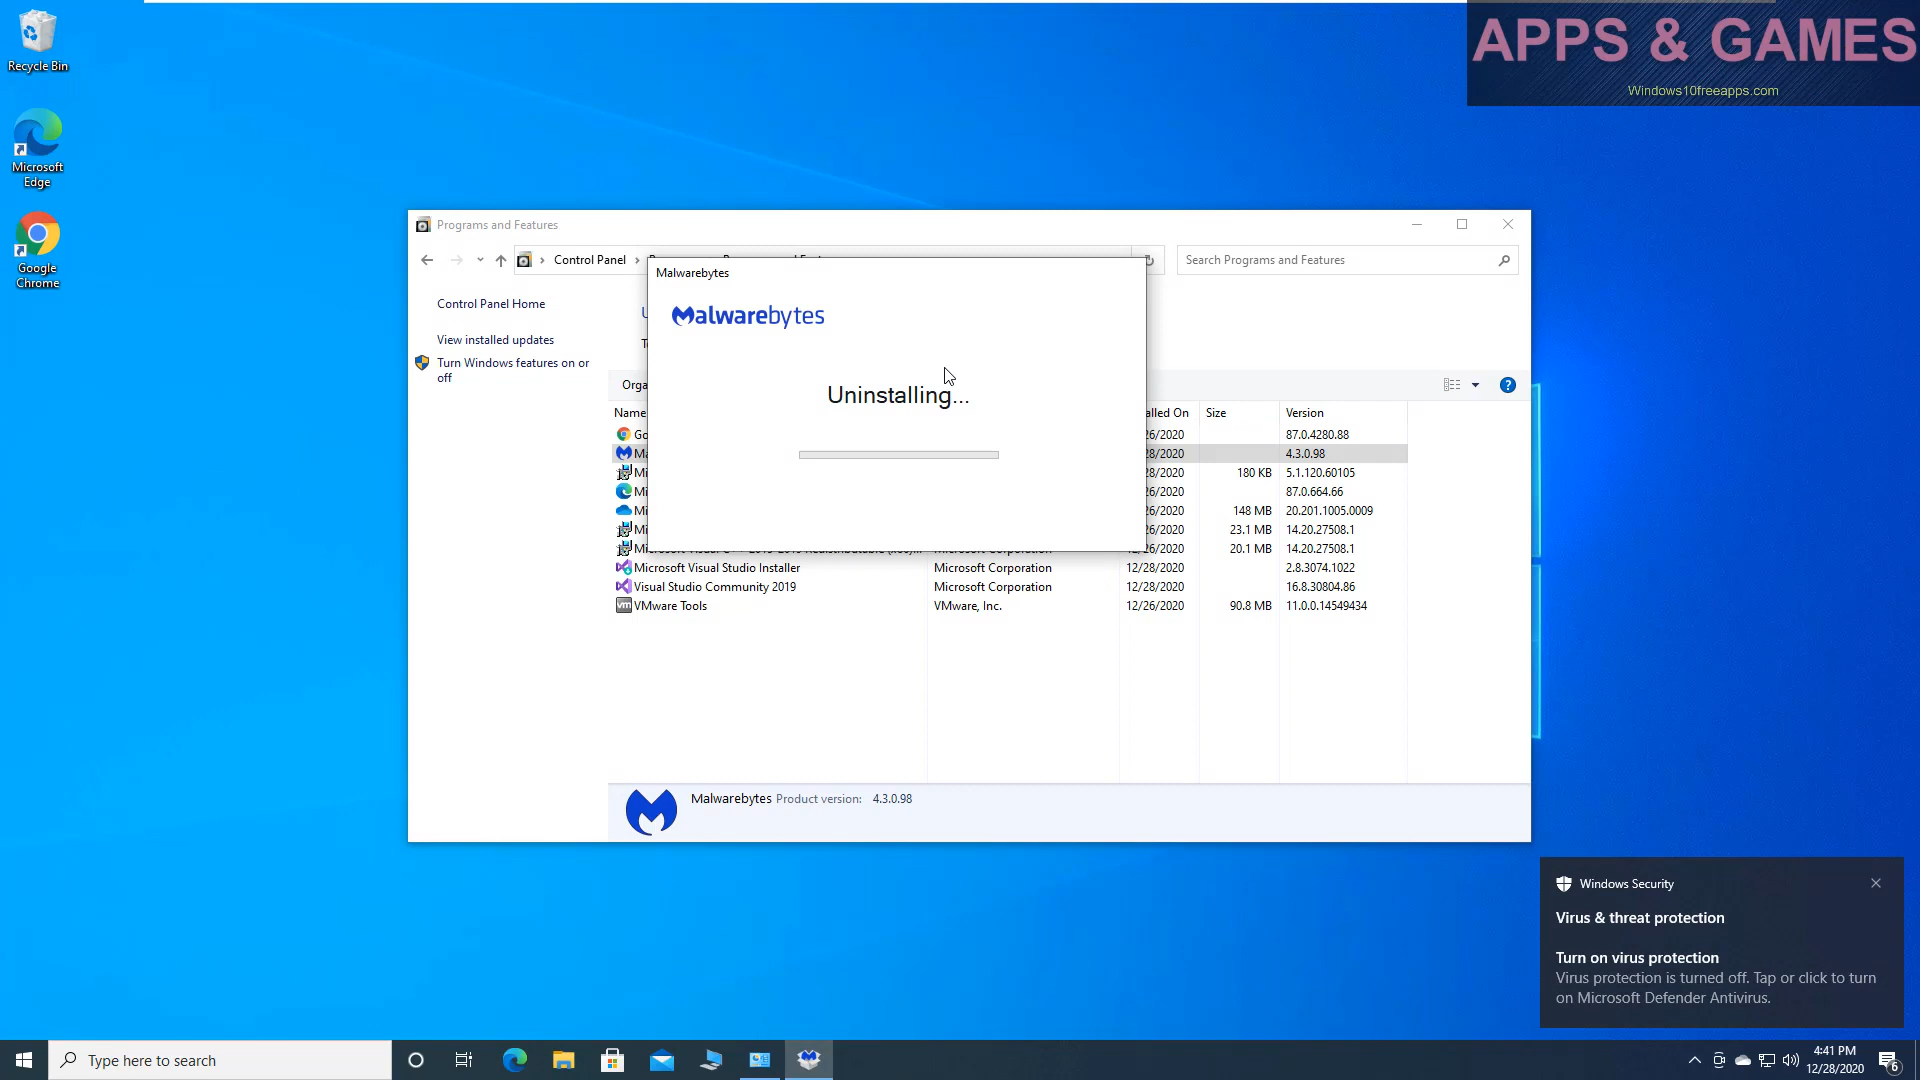 Recycle Bin
Microsoft
Edge
Google
Chrome
APPS & GAMES
Windows10freeapps.com
Programs and Features
Control Panel
Search Programs and Features
Control Panel Home
View installed updates
Turn Windows features on or
off
Malwarebytes
Malwarebytes
Uninstalling...
Name
Size
Version
87.0.4280.88
4.3.0.98
180 KB 5.1.120.60105
87.0.664.66
148 MB 20.201.1005.0009
23.1 MB 14.20.27508.1
20.1 MB 14.20.27508.1
Microsoft Visual Studio Installer Microsoft Corporation 12/28/2020 2.8.3074.1022
Visual Studio Community 2019 Microsoft Corporation 12/28/2020 16.8.30804.86
vm VMware Tools VMware, Inc. 12/26/2020 90.8 MB 11.0.0.14549434
Malwarebytes Product version: 4.3.0.98
Windows Security
Virus & threat protection
Turn on virus protection
Virus protection is turned off. Tap or click to turn
on Microsoft Defender Antivirus.
Type here to search
4:41 PM
12/28/2020
6